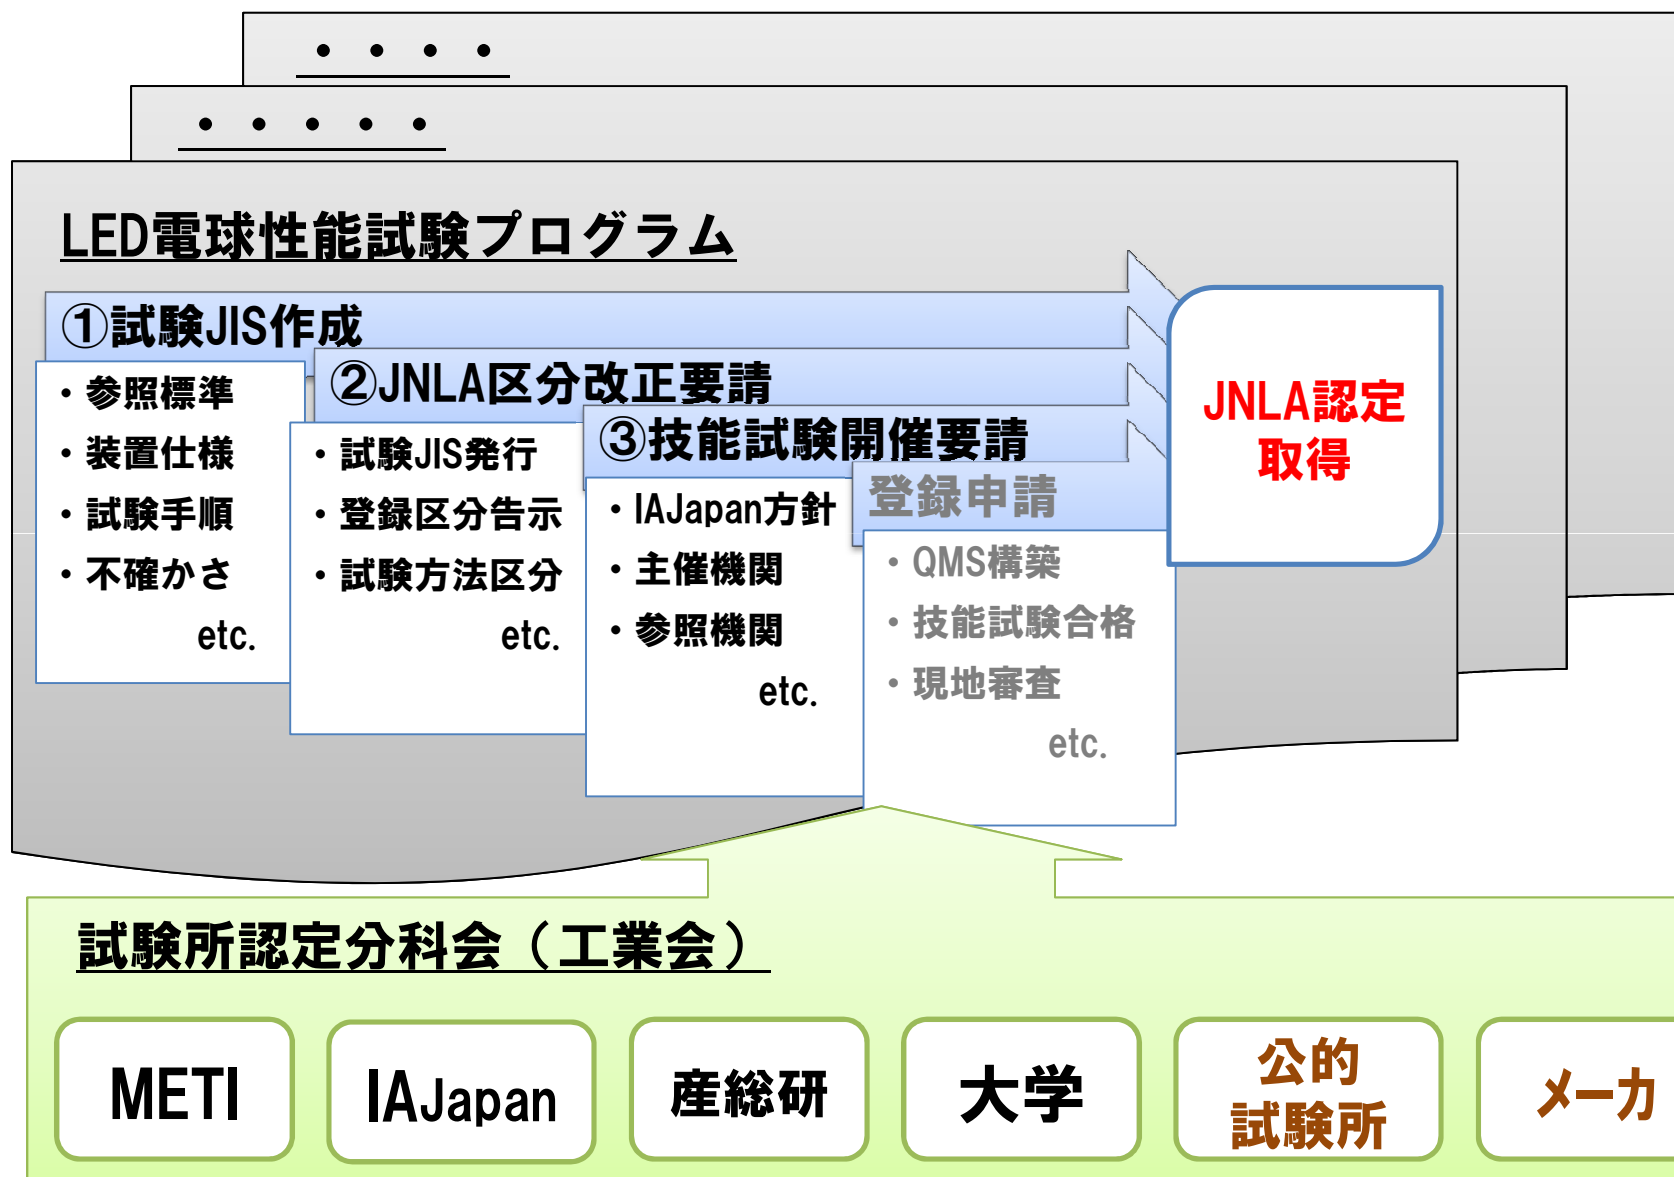 ・・・・
・・・・・
LED電球性能試験プログラム
①試験JIS作成
・参照標準
・装置仕様
・試験手順
・不確かさ
etc.
②JNLA区分改正要請
・試験JIS発行
・登録区分告示
・試験方法区分
etc.
③技能試験開催要請
・IAJapan方針
・主催機関
・参照機関
etc.
登録申請
・QMS構築
・技能試験合格
・現地審査
etc.
JNLA認定
取得
試験所認定分科会（工業会）
METI
IAJapan
産総研
大学
公的
試験所
メーカ